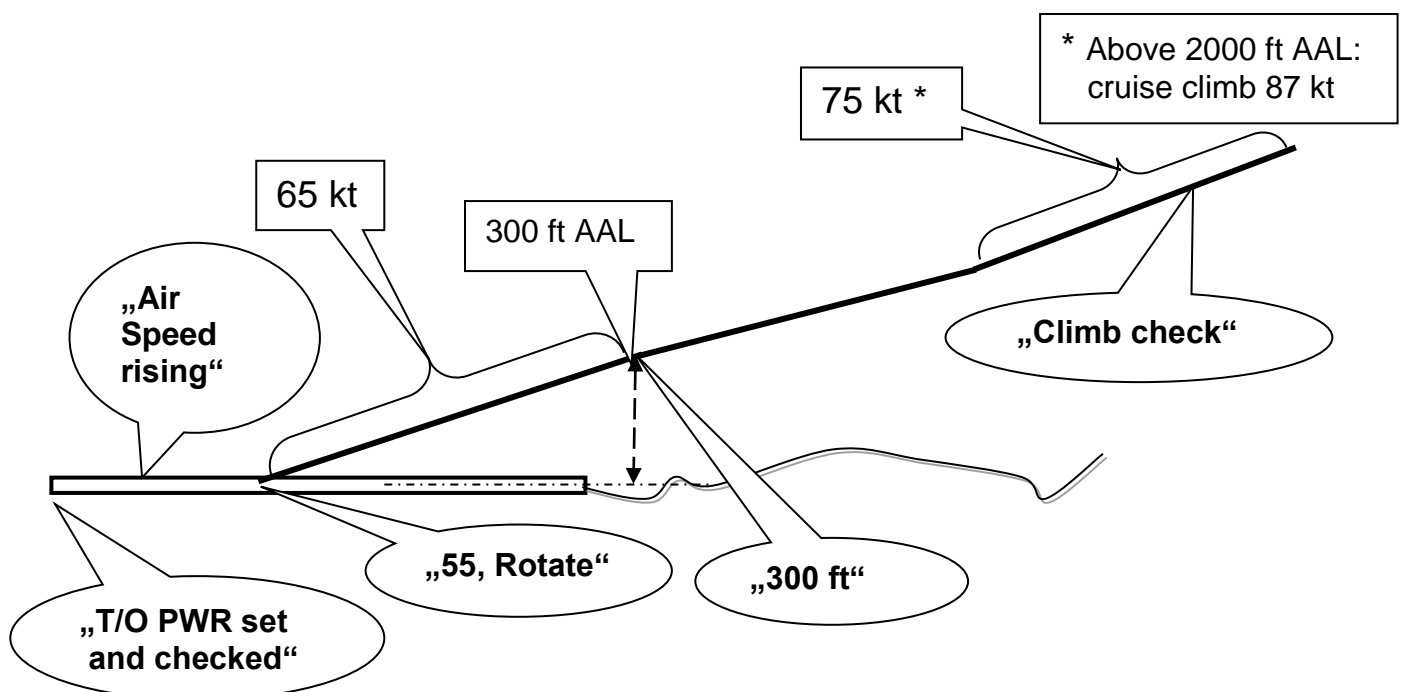 * Above 2000 ft AAL:
cruise climb 87 kt
75 kt *
65 kt
300 ft AAL
„Air
Speed
rising“
„Climb check“
„55, Rotate“
„300 ft“
„T/O PWR set
and checked“